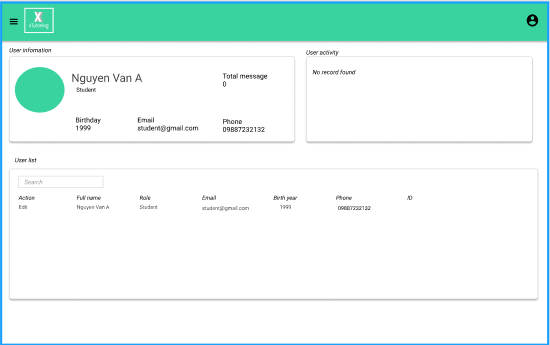 X
xTutoring
User infomation
Nguyen Van A
Student
Total message
0
Birthday
1999
Email
student@gmail.com
Phone
09887232132
User activity
No record found
User list
Search
Action Full name Role Email Birth year Phone ID
Edit Nguyen Van A Student student@gmail.com 1999 09887232132